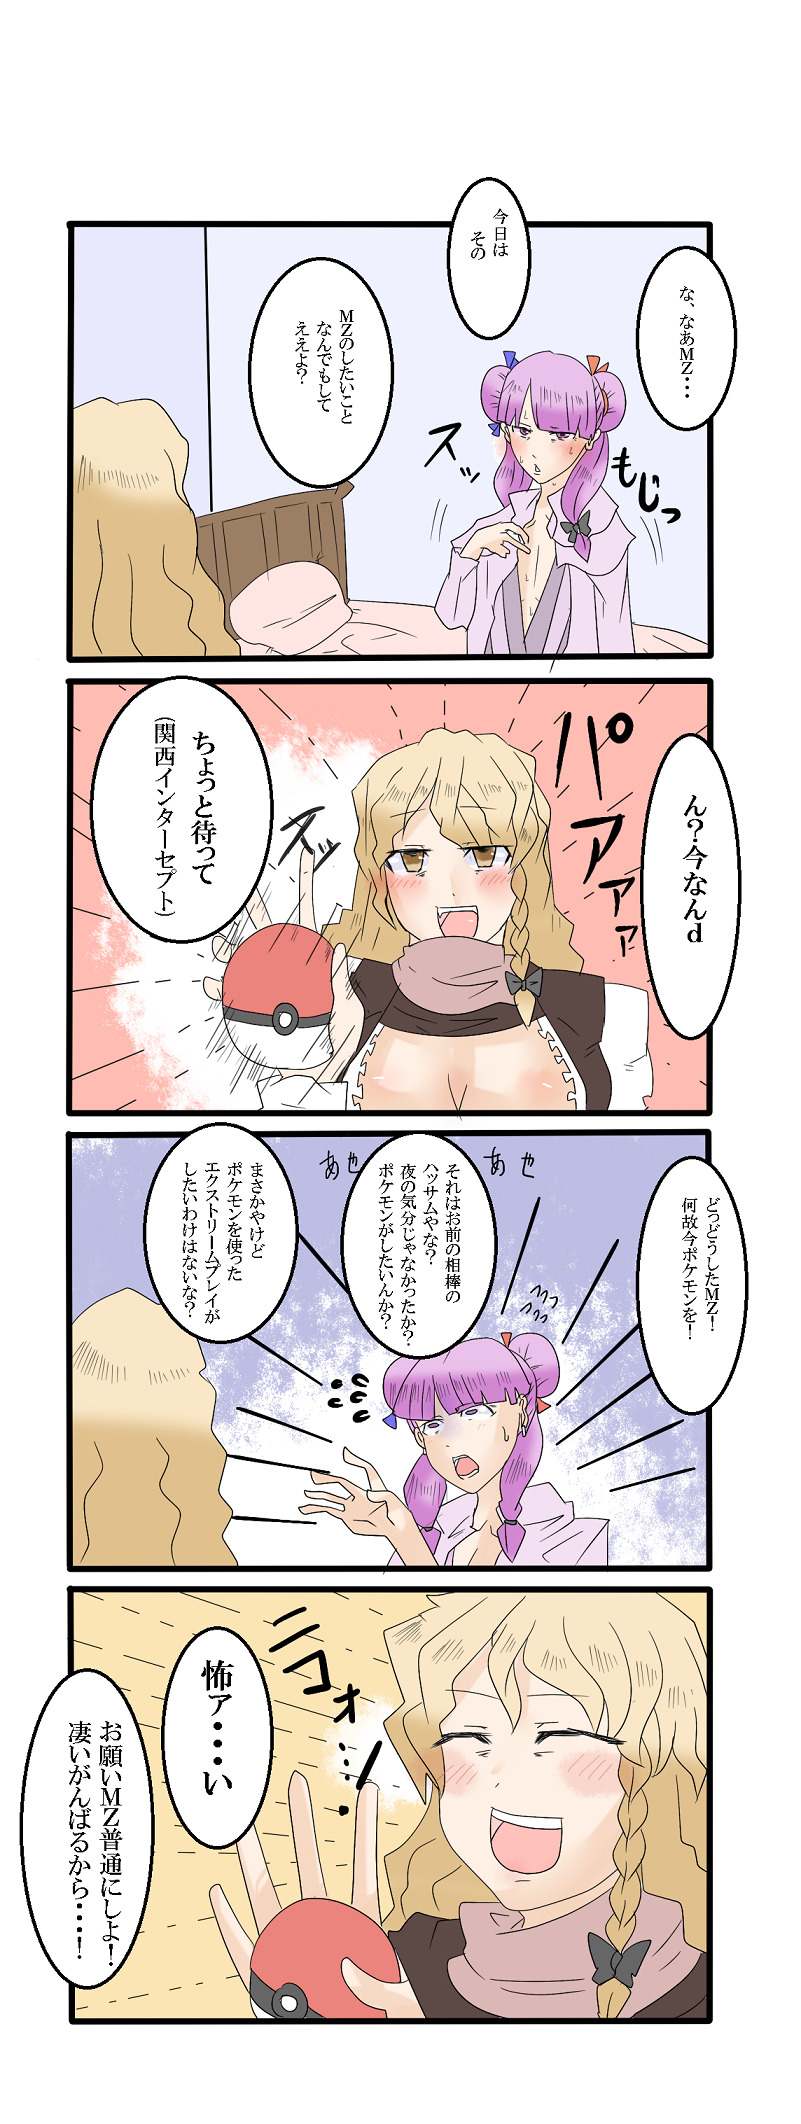 な、なあMZ・・・
今日は
その
MZのしたいこと
なんでもして
ええよ？
もじっ
スッ
ん？今なんd
パアアァァ
ズッ
ちょっと待って
(関西インターセプト)
どっどうしたMZ！
何故今ポケモンを！
それはお前の相棒の
ハッサムやな？
夜の気分じゃなかったか？
ポケモンがしたいんか？
まさかやけど
ポケモンを使った
エクストリームプレイが
したいわけはないな？
あせ
あせ
ニコォ…！
怖ァ・・・い
お願いMZ普通にしよ！
凄いがんばるから・・・！